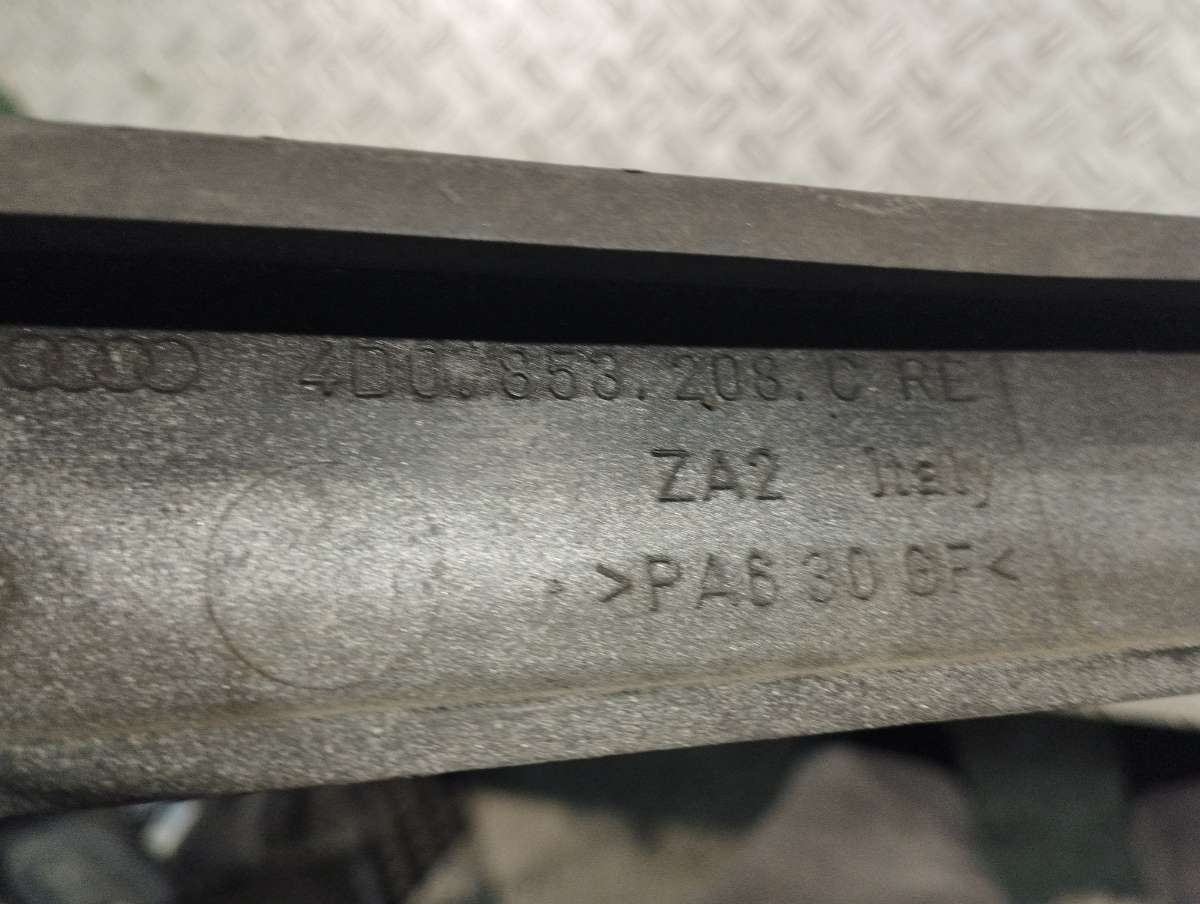 4D0.853.208.C RE
ZA2 Italy
>PA6 30 GF<